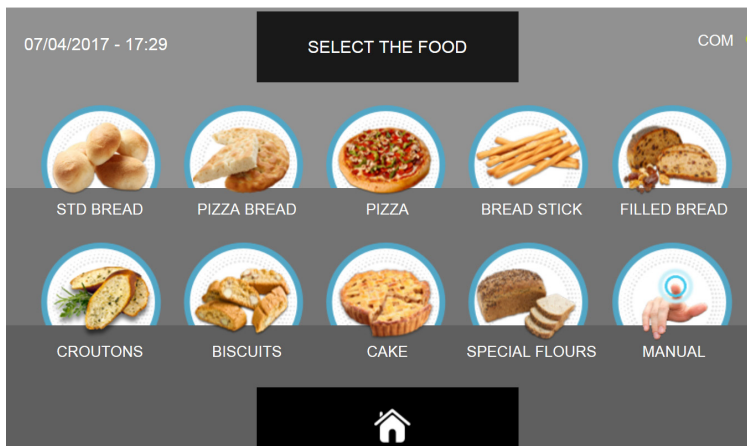 07/04/2017 - 17:29
SELECT THE FOOD
COM
STD BREAD
PIZZA BREAD
PIZZA
BREAD STICK
FILLED BREAD
CROUTONS
BISCUITS
CAKE
SPECIAL FLOURS
MANUAL